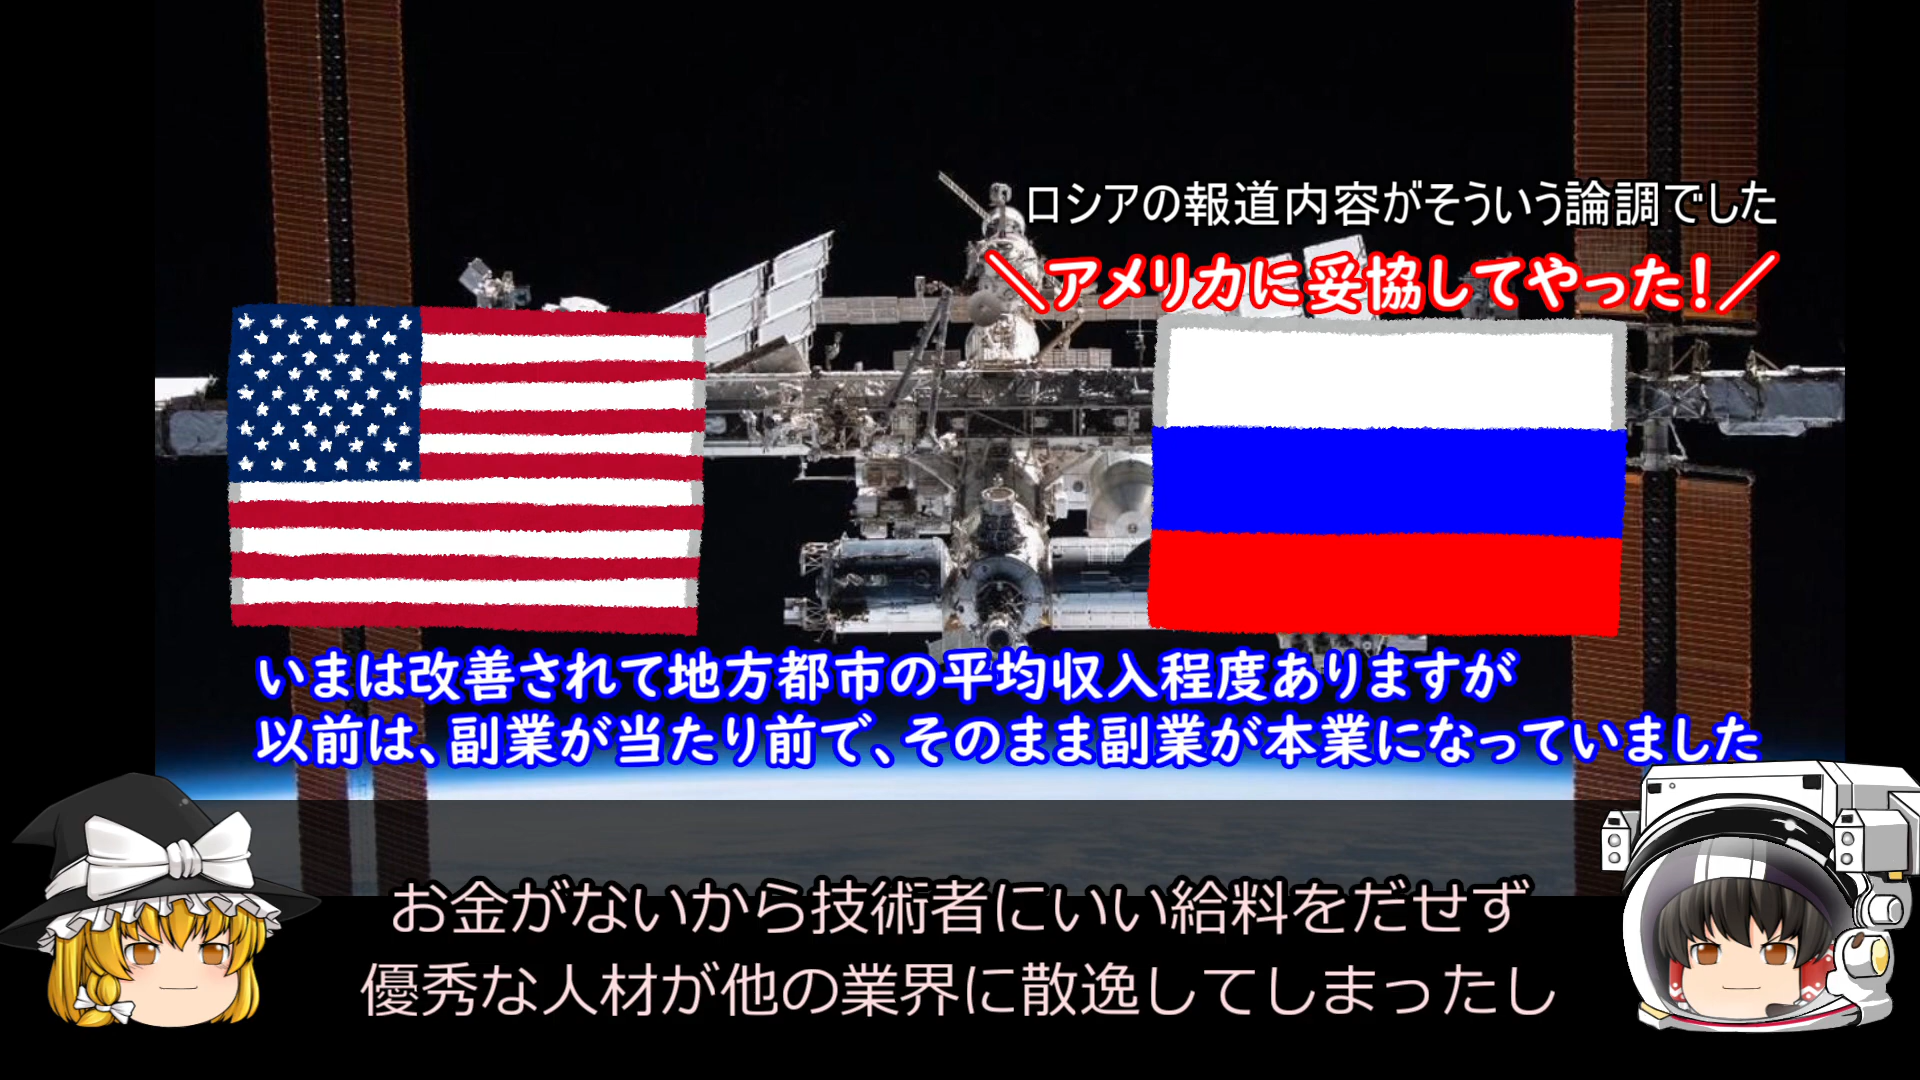 ロシアの報道内容がそういう論調でした
＼アメリカに妥協してやった！／
いまは改善されて地方都市の平均収入程度ありますが
以前は、副業が当たり前で、そのまま副業が本業になっていました
お金がないから技術者にいい給料をだせず
優秀な人材が他の業界に散逸してしまったし